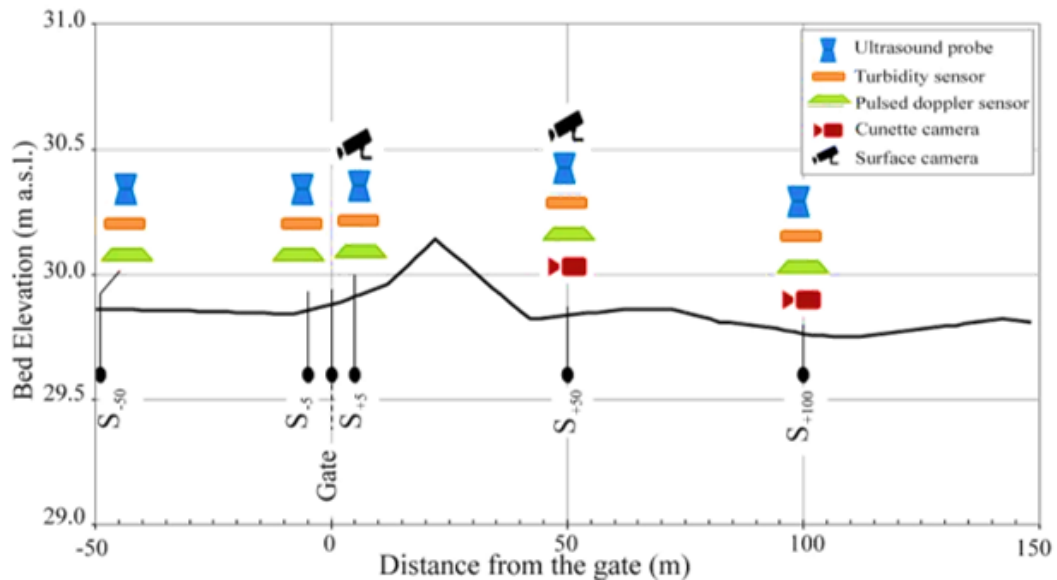 31.0
30.5
30.0
29.5
29.0
Bed Elevation (m a.s.l.)
Ultrasound probe
Turbidity sensor
Pulsed doppler sensor
Cunette camera
Surface camera
S-50
S-5
Gate
S+5
S+50
S+100
-50
0
50
100
150
Distance from the gate (m)